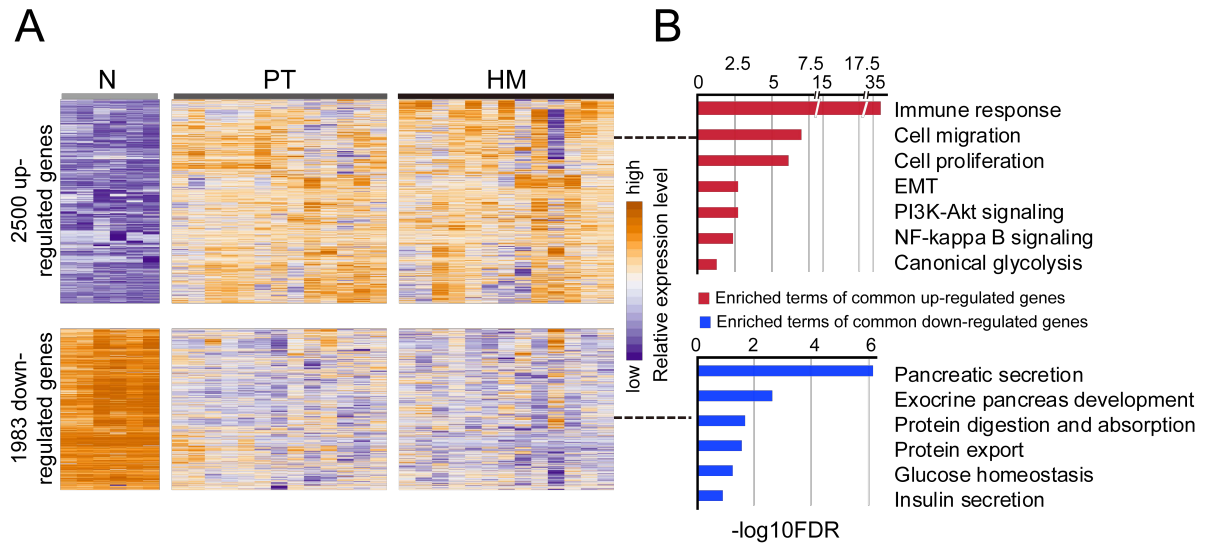 A
N
PT
HM
2500 up-
regulated genes
1983 down-
regulated genes
high
Relative expression level
low
B
2.5
7.5
17.5
0
5
15
35
Immune response
Cell migration
Cell proliferation
EMT
PI3K-Akt signaling
NF-kappa B signaling
Canonical glycolysis
Enriched terms of common up-regulated genes
Enriched terms of common down-regulated genes
0
2
4
6
Pancreatic secretion
Exocrine pancreas development
Protein digestion and absorption
Protein export
Glucose homeostasis
Insulin secretion
-log10FDR